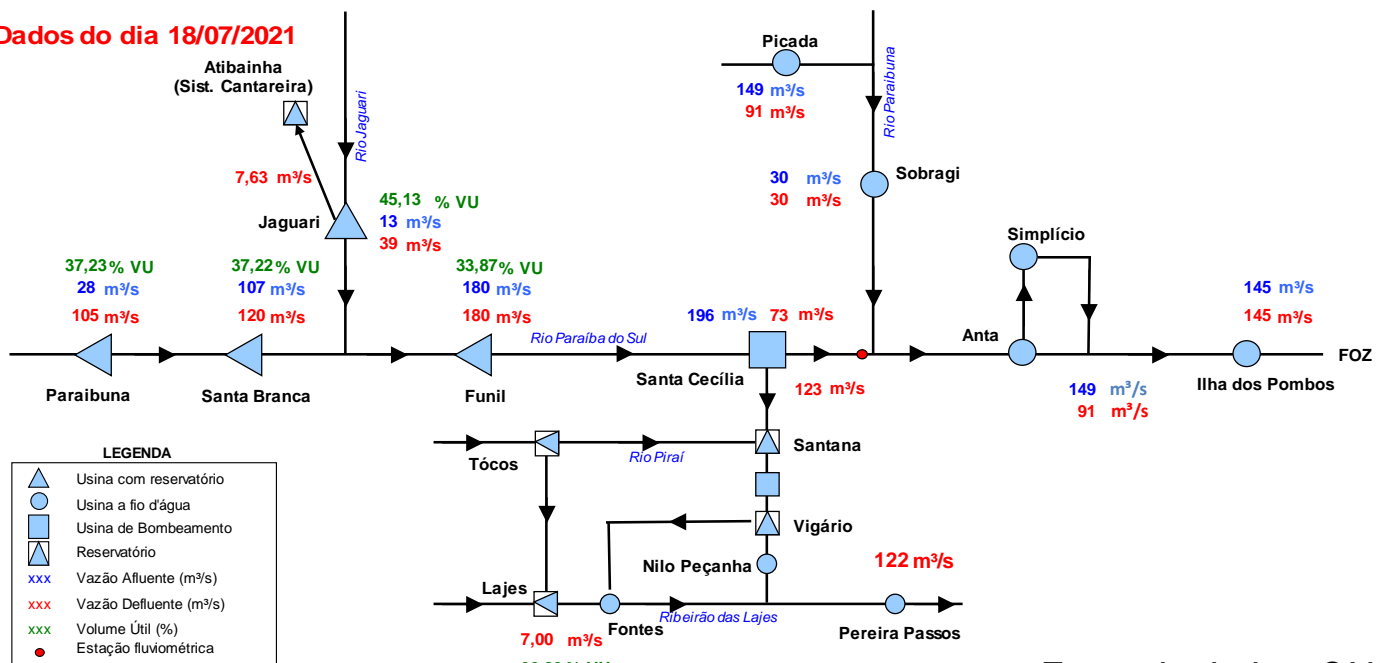 Dados do dia 18/07/2021
Atibainha
(Sist. Cantareira)
Rio Jaguari
7,63 m³/s
Jaguari
45,13 % VU
13 m³/s
39 m³/s
Picada
149 m³/s
91 m³/s
Rio Paraibuna
30 m³/s
30 m³/s
Sobragi
Simplício
37,23% VU
28 m³/s
105 m³/s
Paraibuna
37,22% VU
107 m³/s
120 m³/s
Santa Branca
33,87% VU
180 m³/s
180 m³/s
Funil
Rio Paraíba do Sul
196 m³/s 73 m³/s
Santa Cecília
123 m³/s
Anta
149 m³/s
91 m³/s
145 m³/s
145 m³/s
Ilha dos Pombos
FOZ
Tócos
Rio Piraí
Santana
Vigário
Nilo Peçanha
122 m³/s
Lajes
7,00 m³/s
Fontes
Ribeirão das Lajes
Pereira Passos
LEGENDA
Usina com reservatório
Usina a fio d'água
Usina de Bombeamento
Reservatório
xxx Vazão Afluente (m³/s)
xxx Vazão Defluente (m³/s)
xxx Volume Útil (%)
Estação fluviométrica